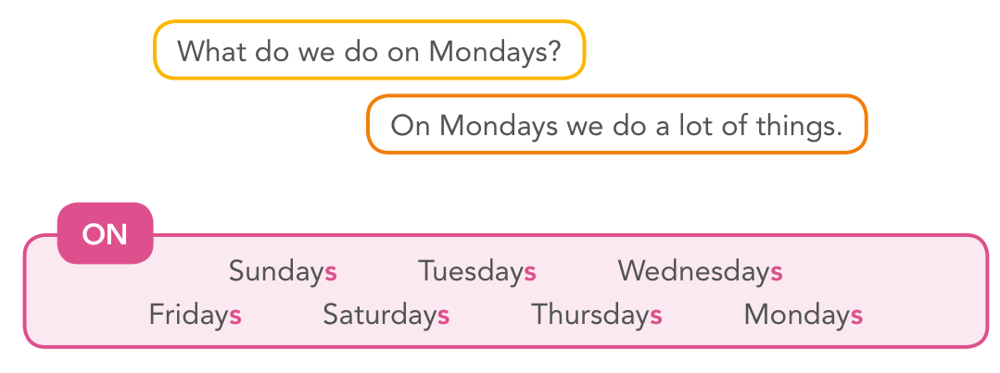 What do we do on Mondays?
On Mondays we do a lot of things.
ON
Sundays Tuesdays Wednesdays
Fridays Saturdays Thursdays Mondays